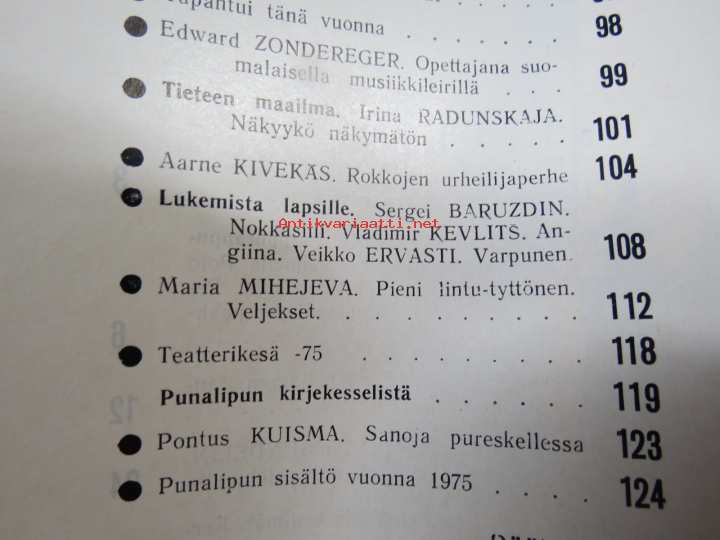 Tapahtui tänä vuonna . . . . . . 98
Edward ZONDEREGER. Opettajana suo-
malaisella musiikkileirillä . . . 99
Tieteen maailma. Irina RADUNSKAJA.
Näkyykö näkymätön . . . . . 101
Aarne KIVEKÄS. Rokkojen urheilijaperhe 104
Lukemista lapsille. Sergei BARUZDIN.
Antikvariaatti.net
Nokkasiili. Vladimir KEVLITS. An-
giina. Veikko ERVASTI. Varpunen. 108
Maria MIHEJEVA. Pieni lintu-tyttönen.
Veljekset. . . . . . . . . 112
Teatterikesä -75 . . . . . . . . 118
Punalipun kirjekesselistä . . . . . . 119
Pontus KUISMA. Sanoja pureskellessa 123
Punalipun sisältö vuonna 1975 . . . . 124